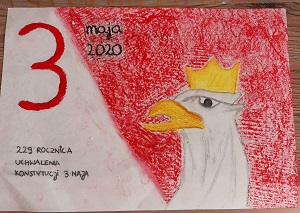 3
maja
2020
229 ROCZNICA
UCHWALENIA
KONSTYTUCJI 3 MAJA